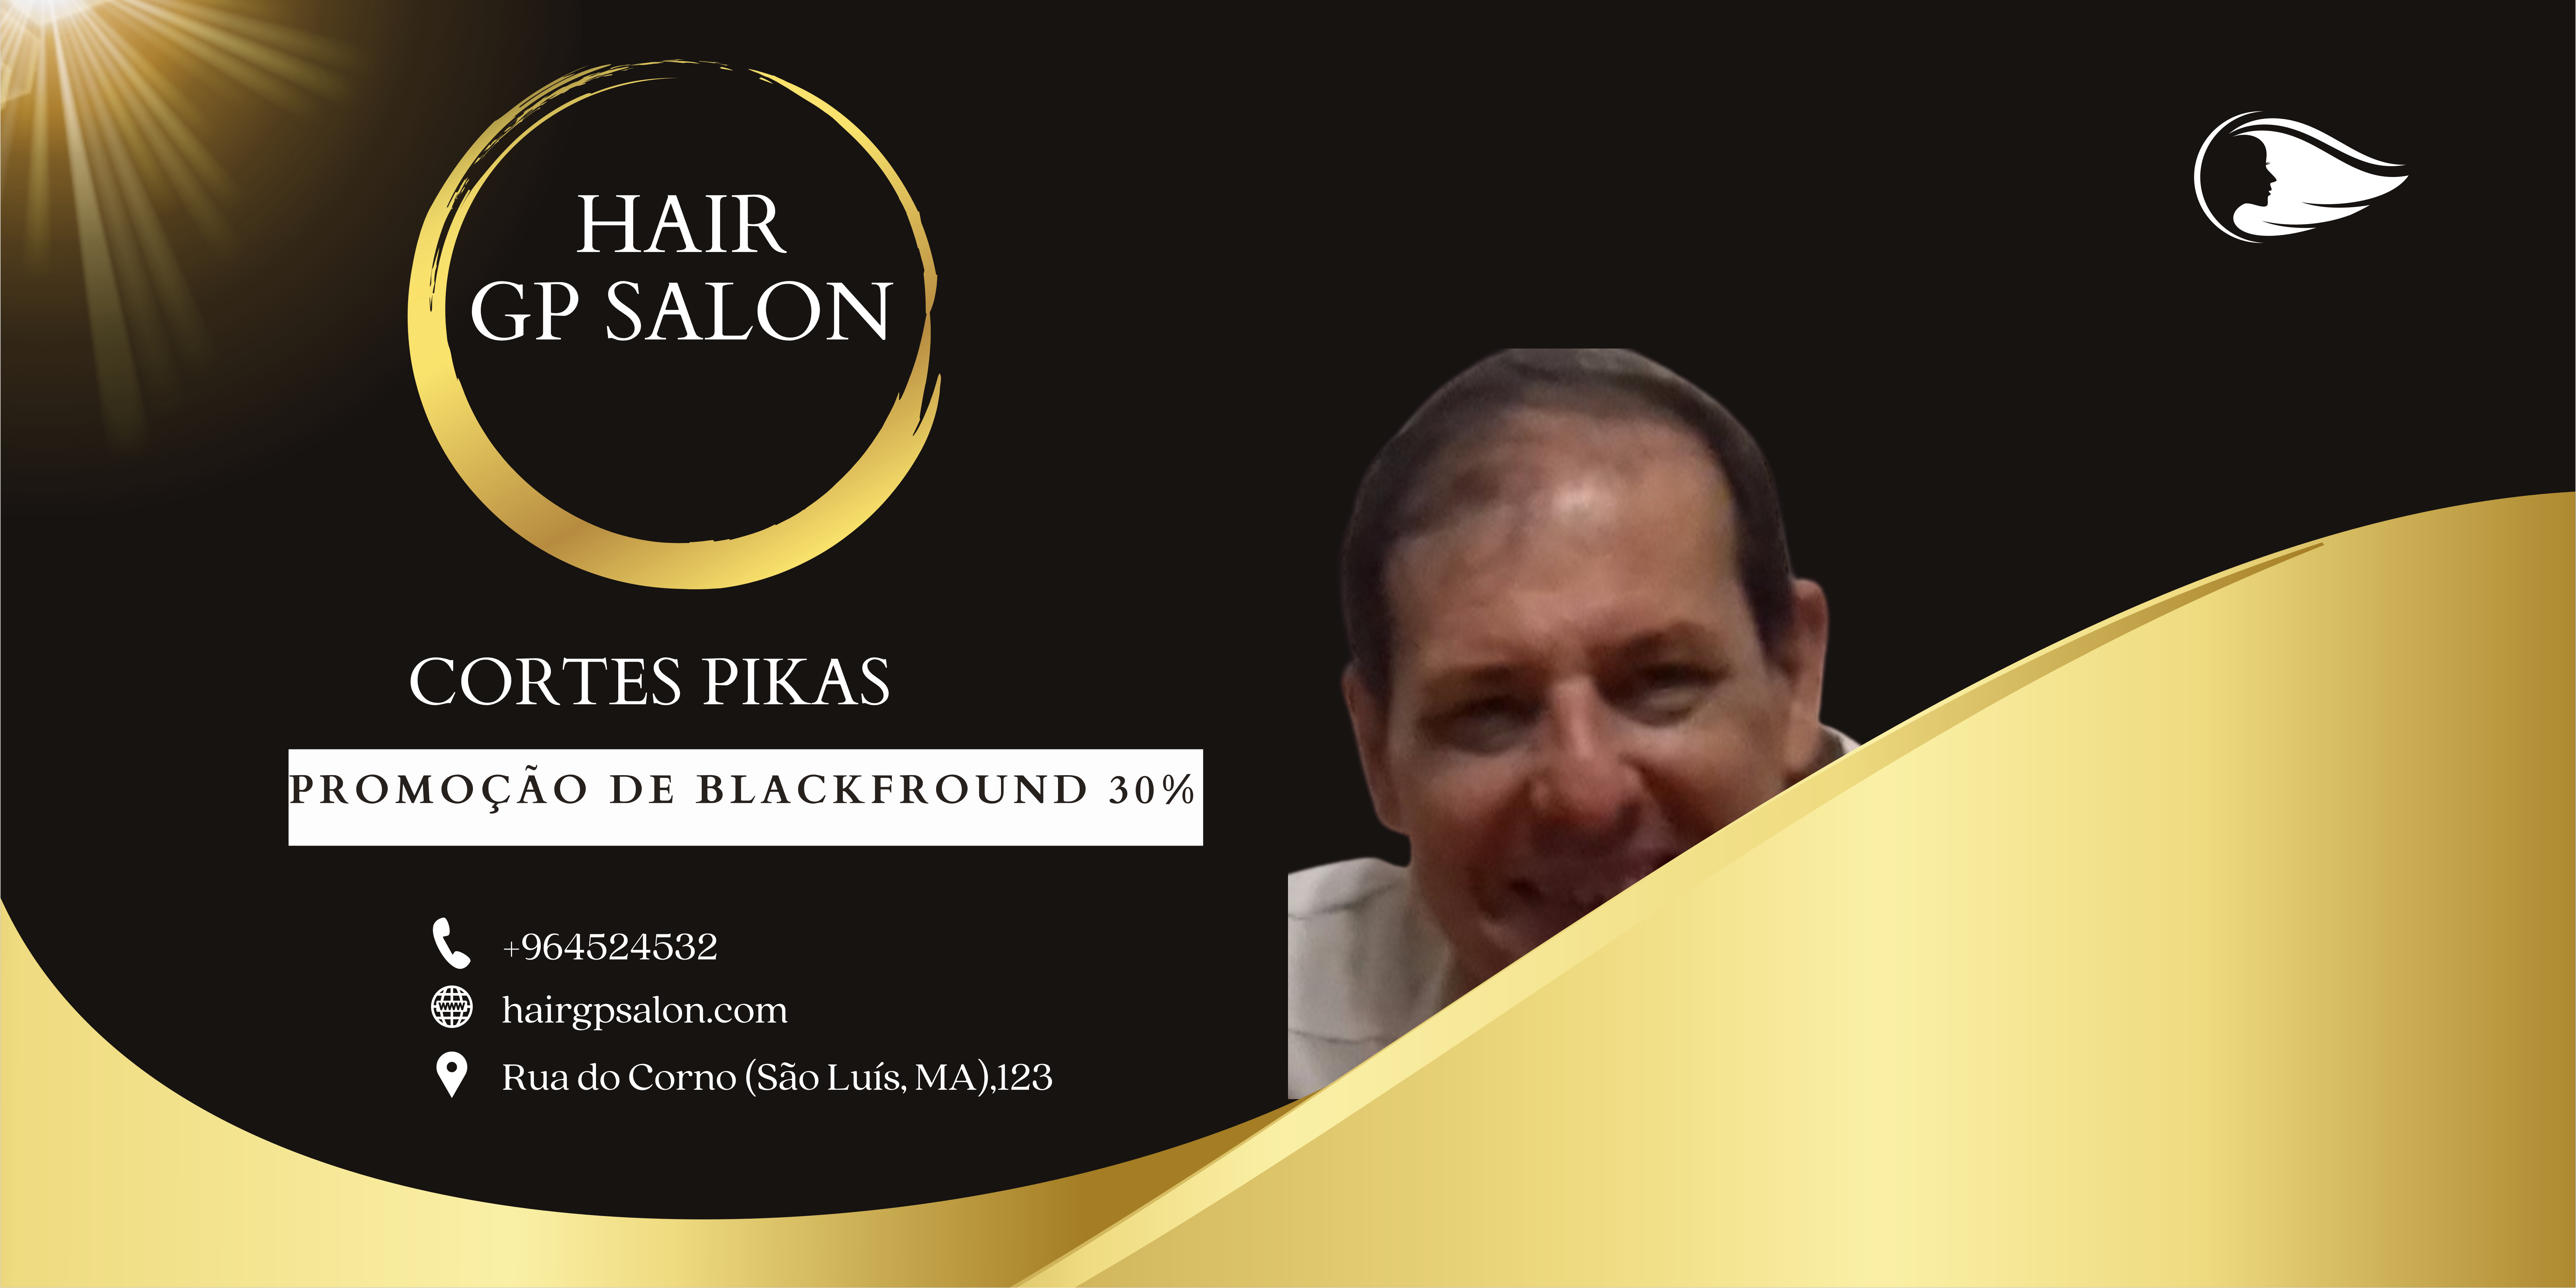 HAIR
GP SALON
CORTES PIKAS
PROMOÇÃO DE BLACKFROUND 30%
+964524532
www
hairgpsalon.com
Rua do Corno (São Luís, MA),123